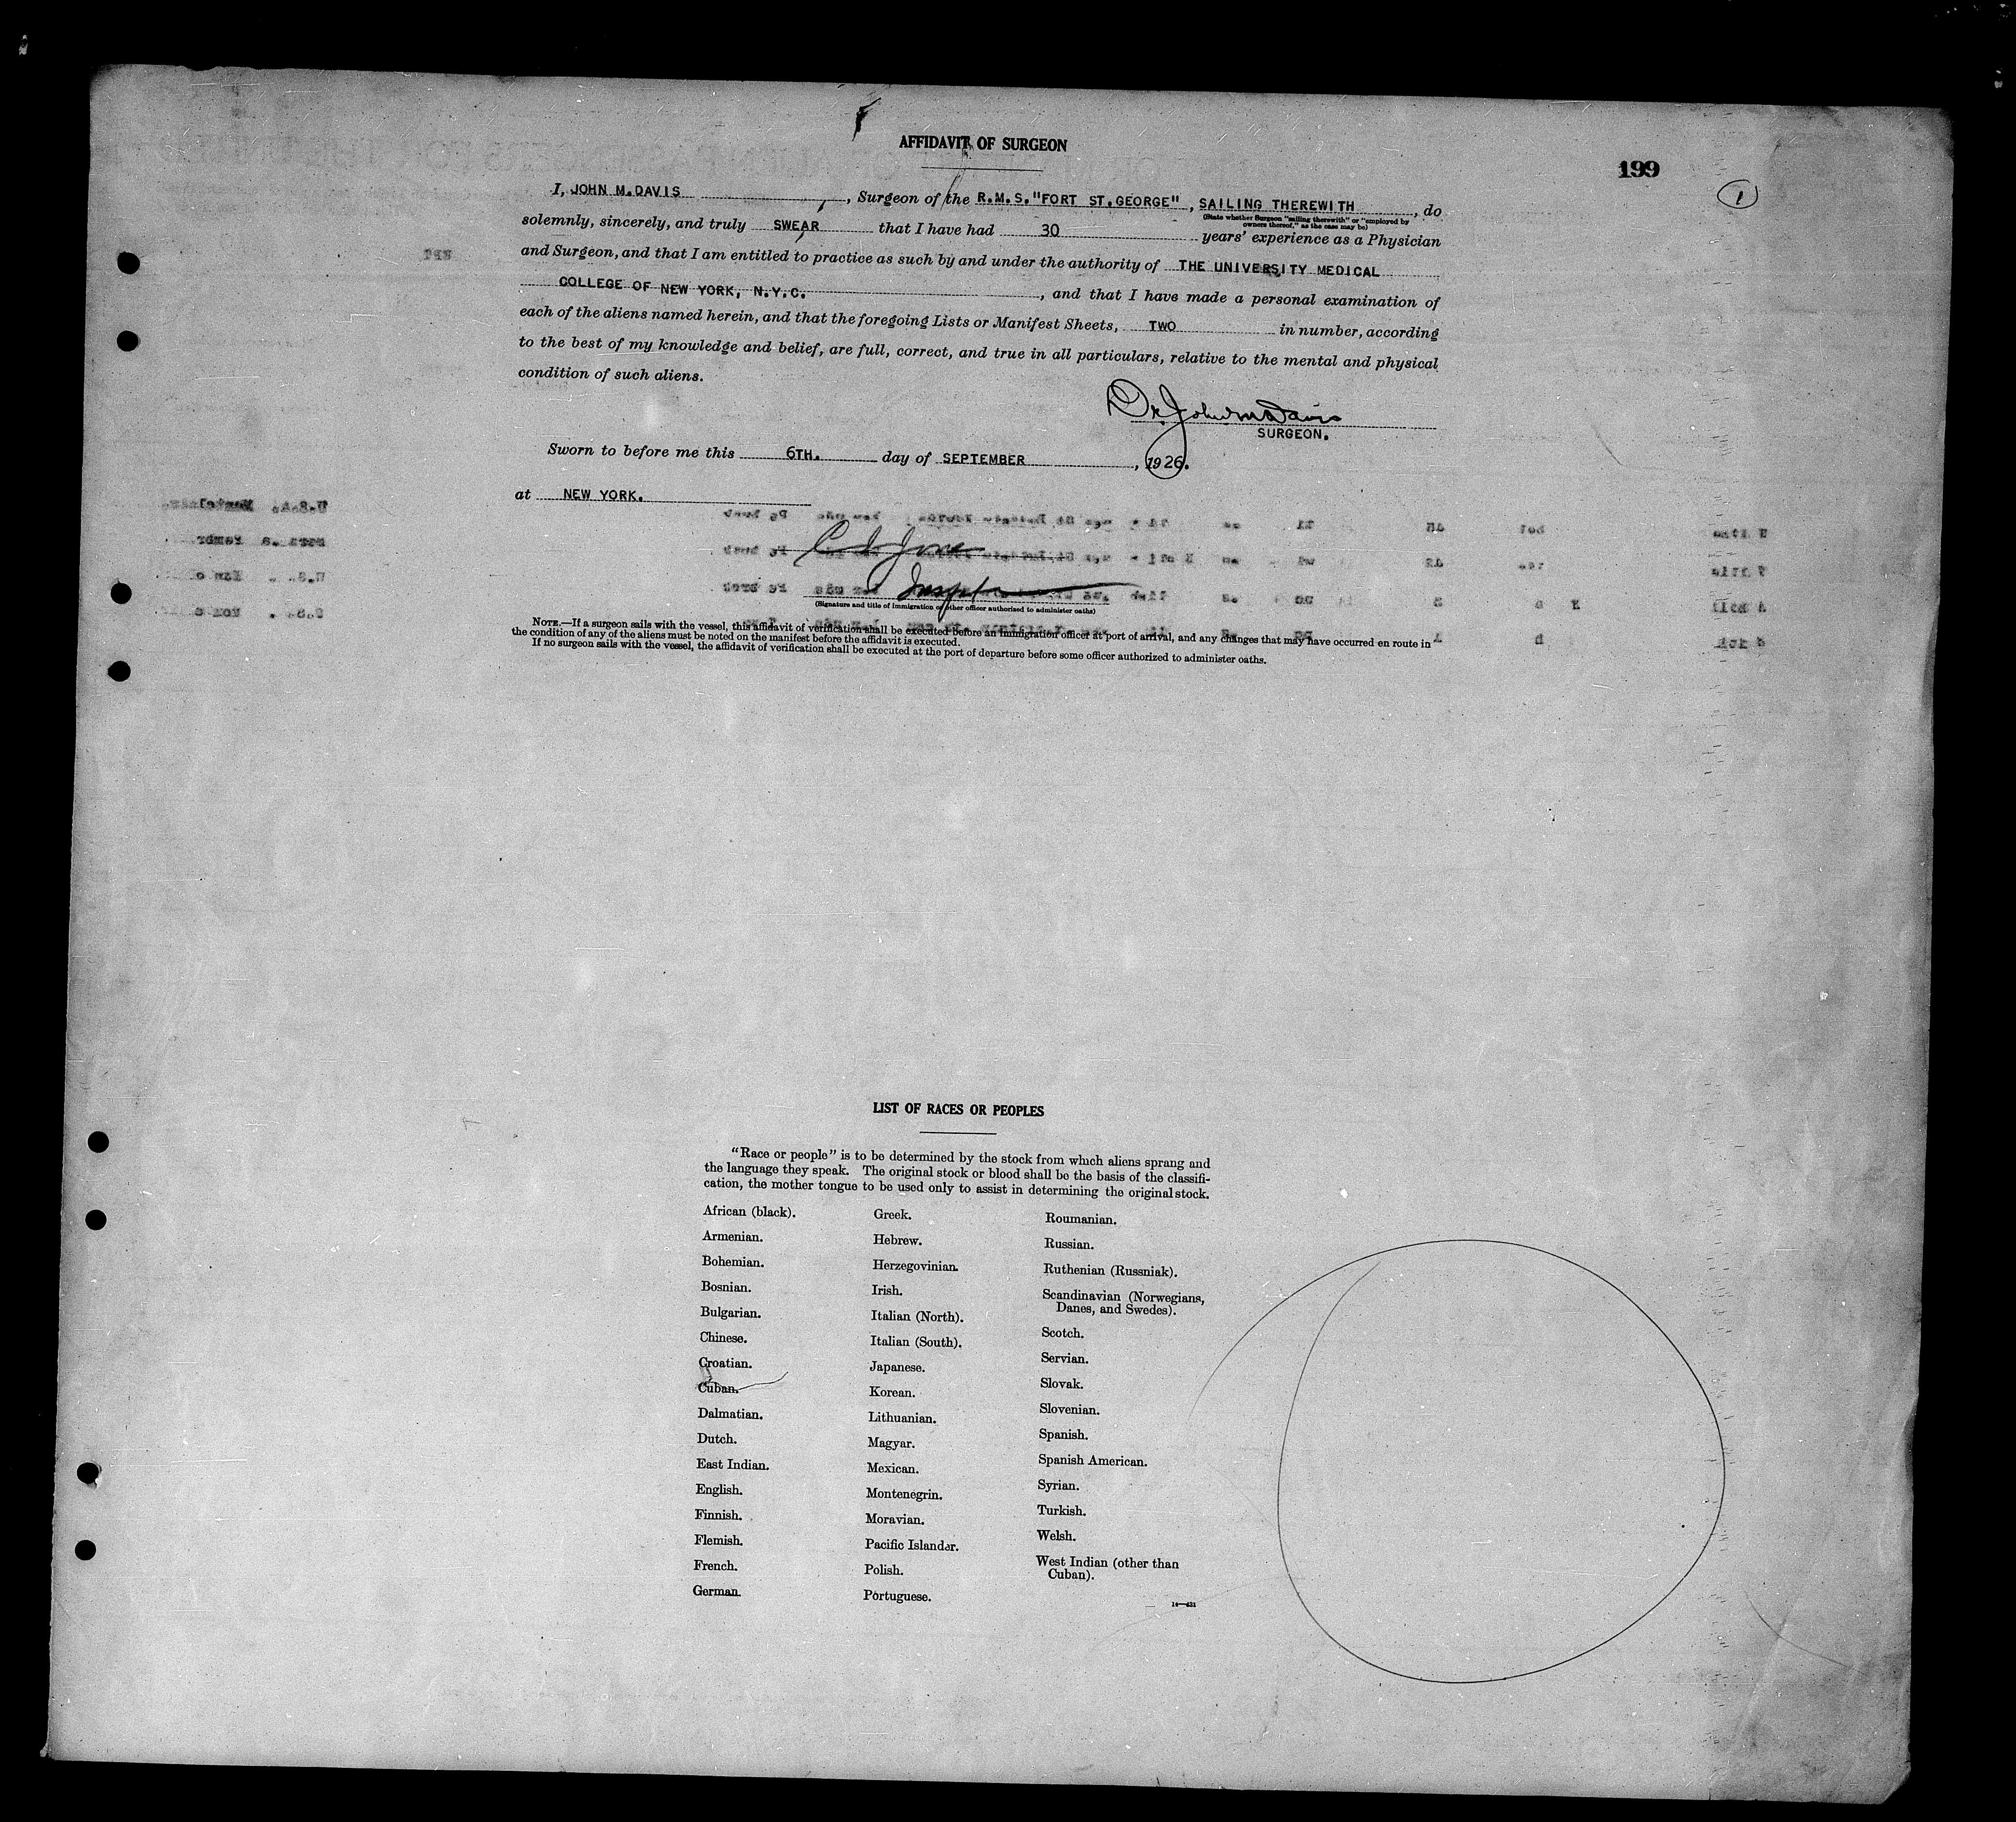 AFFIDAVIT OF SURGEON
199
1
I, JOHN M. DAVIS, Surgeon of the R.M.S. "FORT ST. GEORGE", SAILING THEREWITH, do
(State whether Surgeon "sailing therewith" or "employed by
owners thereof," as the case may be)
solemnly, sincerely, and truly SWEAR that I have had 30 years' experience as a Physician
and Surgeon, and that I am entitled to practice as such by and under the authority of THE UNIVERSITY MEDICAL
COLLEGE OF NEW YORK, N.Y.C., and that I have made a personal examination of
each of the aliens named herein, and that the foregoing Lists or Manifest Sheets, TWO in number, according
to the best of my knowledge and belief, are full, correct, and true in all particulars, relative to the mental and physical
condition of such aliens.
Dr. John M Davis
SURGEON.
Sworn to before me this 6TH. day of SEPTEMBER, 1926.
at NEW YORK.
(Signature and title of immigration or other officer authorized to administer oaths)
NOTE.—If a surgeon sails with the vessel, this affidavit of verification shall be executed before an immigration officer at port of arrival, and any changes that may have occurred en route in
the condition of any of the aliens must be noted on the manifest before the affidavit is executed.
If no surgeon sails with the vessel, the affidavit of verification shall be executed at the port of departure before some officer authorized to administer oaths.
LIST OF RACES OR PEOPLES
"Race or people" is to be determined by the stock from which aliens sprang and
the language they speak. The original stock or blood shall be the basis of the classifi-
cation, the mother tongue to be used only to assist in determining the original stock.
African (black).
Armenian.
Bohemian.
Bosnian.
Bulgarian.
Chinese.
Croatian.
Cuban.
Dalmatian.
Dutch.
East Indian.
English.
Finnish.
Flemish.
French.
German.
Greek.
Hebrew.
Herzegovinian.
Irish.
Italian (North).
Italian (South).
Japanese.
Korean.
Lithuanian.
Magyar.
Mexican.
Montenegrin.
Moravian.
Pacific Islander.
Polish.
Portuguese.
Roumanian.
Russian.
Ruthenian (Russniak).
Scandinavian (Norwegians,
Danes, and Swedes).
Scotch.
Servian.
Slovak.
Slovenian.
Spanish.
Spanish American.
Syrian.
Turkish.
Welsh.
West Indian (other than
Cuban).